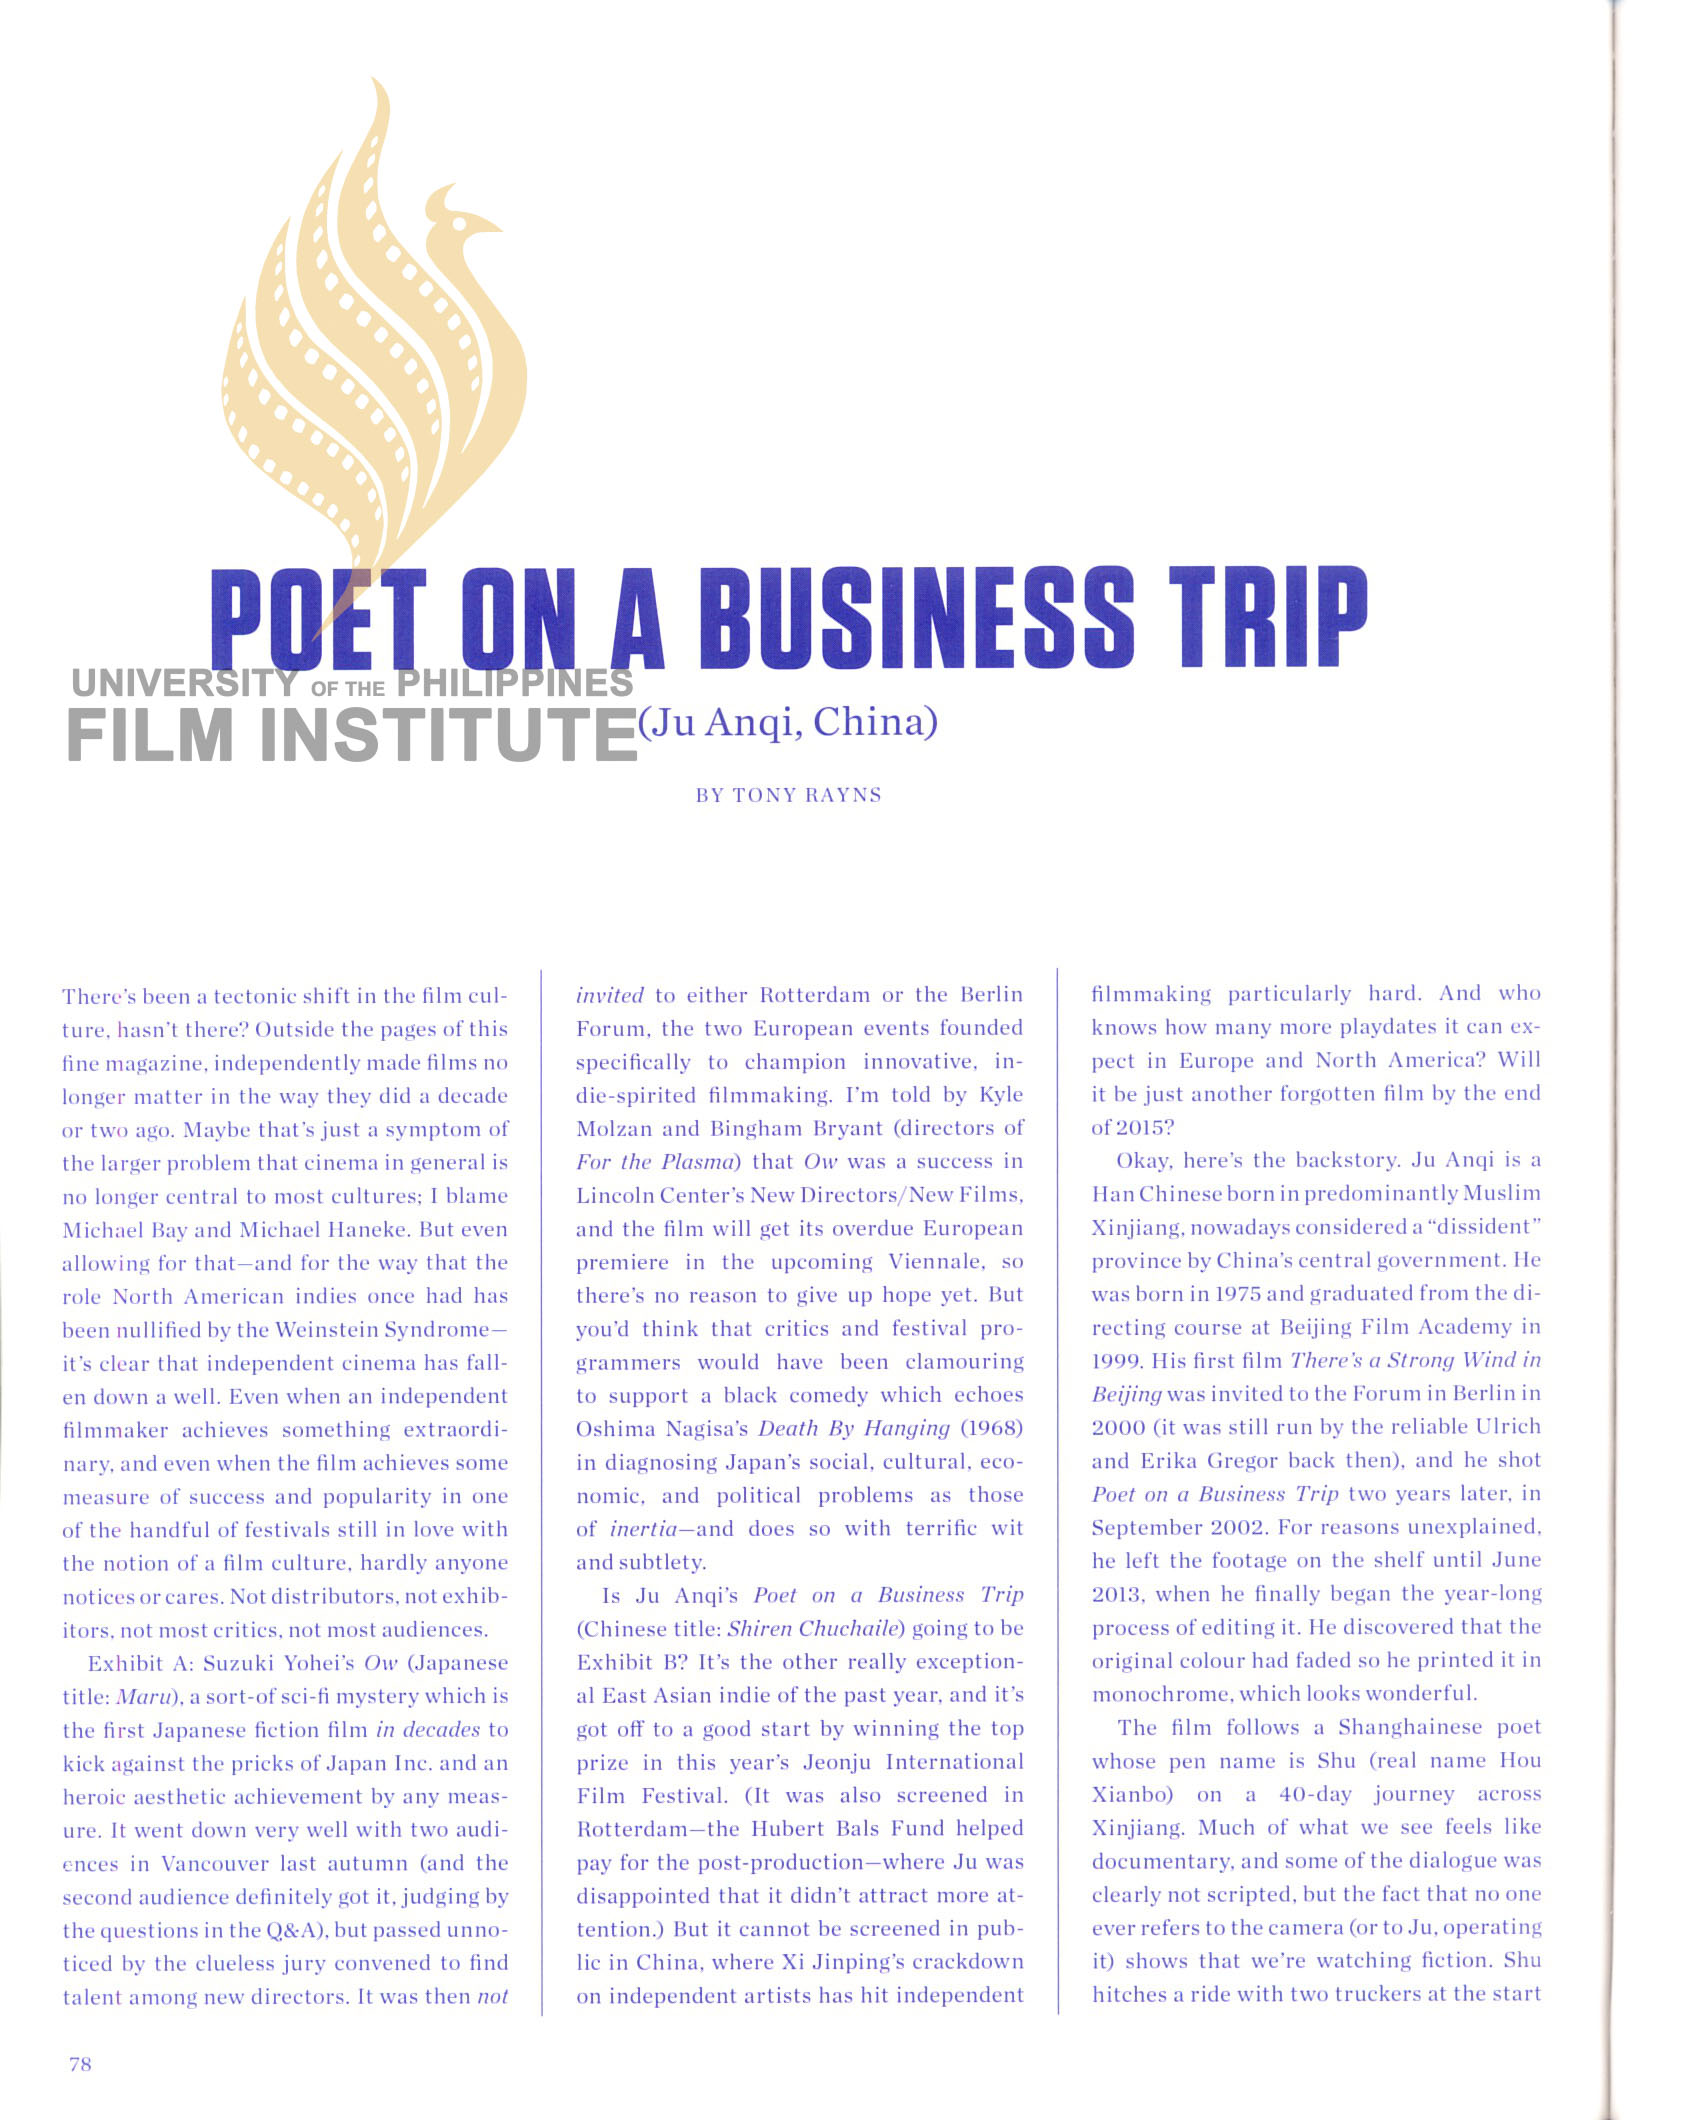 POET ON A BUSINESS TRIP
UNIVERSITY OF THE PHILIPPINES
FILM INSTITUTE
(Ju Anqi, China)
BY TONY RAYNS
There's been a tectonic shift in the film cul-
ture, hasn't there? Outside the pages of this
fine magazine, independently made films no
longer matter in the way they did a decade
or two ago. Maybe that's just a symptom of
the larger problem that cinema in general is
no longer central to most cultures; I blame
Michael Bay and Michael Haneke. But even
allowing for that—and for the way that the
role North American indies once had has
been nullified by the Weinstein Syndrome—
it's clear that independent cinema has fall-
en down a well. Even when an independent
filmmaker achieves something extraordi-
nary, and even when the film achieves some
measure of success and popularity in one
of the handful of festivals still in love with
the notion of a film culture, hardly anyone
notices or cares. Not distributors, not exhib-
itors, not most critics, not most audiences.
Exhibit A: Suzuki Yohei's Ow (Japanese
title: Maru), a sort-of sci-fi mystery which is
the first Japanese fiction film in decades to
kick against the pricks of Japan Inc. and an
heroic aesthetic achievement by any meas-
ure. It went down very well with two audi-
ences in Vancouver last autumn (and the
second audience definitely got it, judging by
the questions in the Q&A), but passed unno-
ticed by the clueless jury convened to find
talent among new directors. It was then not
invited to either Rotterdam or the Berlin
Forum, the two European events founded
specifically to champion innovative, in-
die-spirited filmmaking. I'm told by Kyle
Molzan and Bingham Bryant (directors of
For the Plasma) that Ow was a success in
Lincoln Center's New Directors/New Films,
and the film will get its overdue European
premiere in the upcoming Viennale, so
there's no reason to give up hope yet. But
you'd think that critics and festival pro-
grammers would have been clamouring
to support a black comedy which echoes
Oshima Nagisa's Death By Hanging (1968)
in diagnosing Japan's social, cultural, eco-
nomic, and political problems as those
of inertia—and does so with terrific wit
and subtlety.
Is Ju Anqi's Poet on a Business Trip
(Chinese title: Shiren Chuchaile) going to be
Exhibit B? It's the other really exception-
al East Asian indie of the past year, and it's
got off to a good start by winning the top
prize in this year's Jeonju International
Film Festival. (It was also screened in
Rotterdam—the Hubert Bals Fund helped
pay for the post-production—where Ju was
disappointed that it didn't attract more at-
tention.) But it cannot be screened in pub-
lic in China, where Xi Jinping's crackdown
on independent artists has hit independent
filmmaking particularly hard. And who
knows how many more playdates it can ex-
pect in Europe and North America? Will
it be just another forgotten film by the end
of 2015?
Okay, here's the backstory. Ju Anqi is a
Han Chinese born in predominantly Muslim
Xinjiang, nowadays considered a “dissident”
province by China's central government. He
was born in 1975 and graduated from the di-
recting course at Beijing Film Academy in
1999. His first film There's a Strong Wind in
Beijing was invited to the Forum in Berlin in
2000 (it was still run by the reliable Ulrich
and Erika Gregor back then), and he shot
Poet on a Business Trip two years later, in
September 2002. For reasons unexplained,
he left the footage on the shelf until June
2013, when he finally began the year-long
process of editing it. He discovered that the
original colour had faded so he printed it in
monochrome, which looks wonderful.
The film follows a Shanghainese poet
whose pen name is Shu (real name Hou
Xianbo) on a 40-day journey across
Xinjiang. Much of what we see feels like
documentary, and some of the dialogue was
clearly not scripted, but the fact that no one
ever refers to the camera (or to Ju, operating
it) shows that we're watching fiction. Shu
hitches a ride with two truckers at the start
78